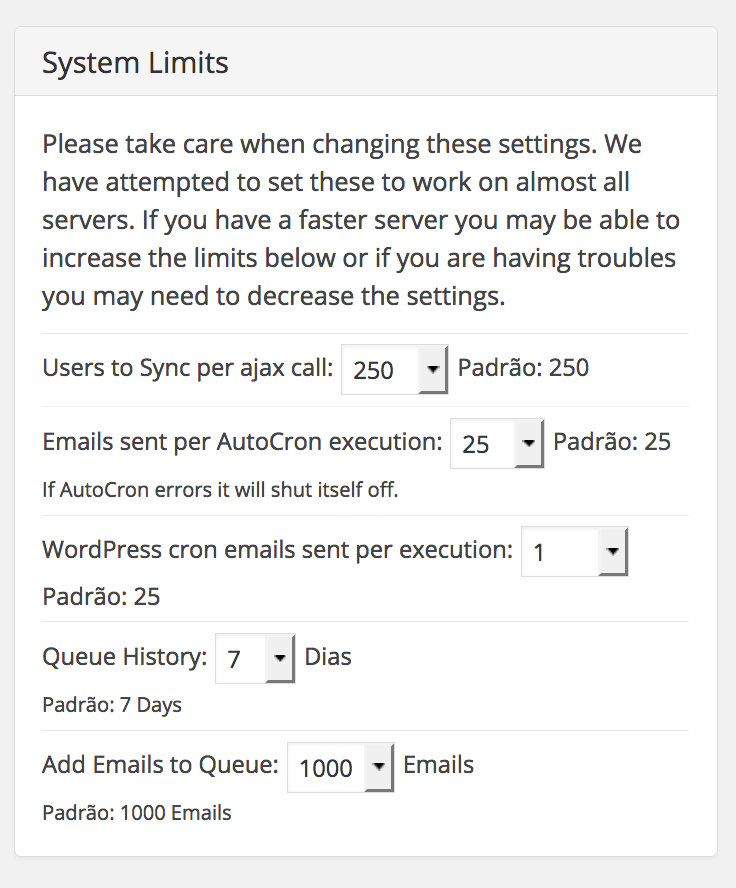 System Limits
Please take care when changing these settings. We
have attempted to set these to work on almost all
servers. If you have a faster server you may be able to
increase the limits below or if you are having troubles
you may need to decrease the settings.
Users to Sync per ajax call: 250 Padrão: 250
Emails sent per AutoCron execution: 25 Padrão: 25
If AutoCron errors it will shut itself off.
WordPress cron emails sent per execution: 1
Padrão: 25
Queue History: 7 Dias
Padrão: 7 Days
Add Emails to Queue: 1000 Emails
Padrão: 1000 Emails